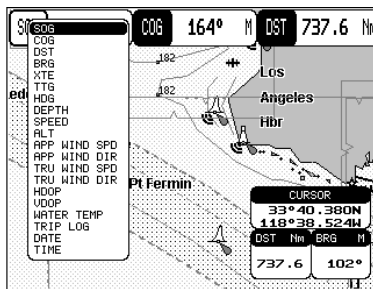 SOG
COG 164° M
DST 737.6 Nm
SOG
COG
DST
BRG
XTE
TTG
HDG
DEPTH
SPEED
ALT
APP WIND SPD
APP WIND DIR
TRU WIND SPD
TRU WIND DIR
HDOP
VDOP
WATER TEMP
TRIP LOG
DATE
TIME
182
182
Los
Angeles
Hbr
Pt Fermin
CURSOR
33°40.380N
118°38.524W
DST Nm BRG M
737.6 102°